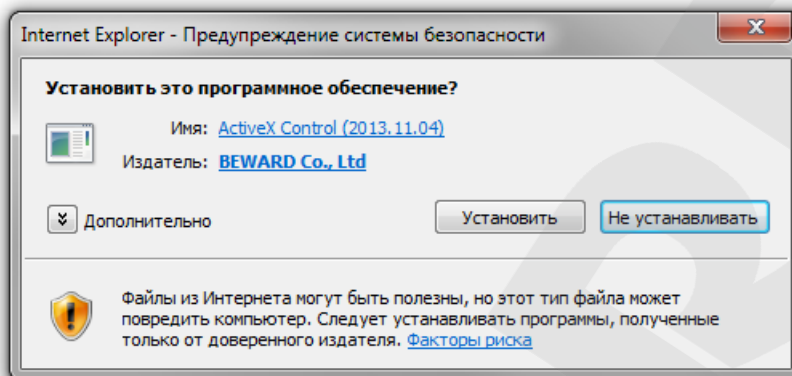 Internet Explorer - Предупреждение системы безопасности
Установить это программное обеспечение?
Имя: ActiveX Control (2013.11.04)
Издатель: BEWARD Co., Ltd
Дополнительно
Установить
Не устанавливать
Файлы из Интернета могут быть полезны, но этот тип файла может
повредить компьютер. Следует устанавливать программы, полученные
только от доверенного издателя. Факторы риска